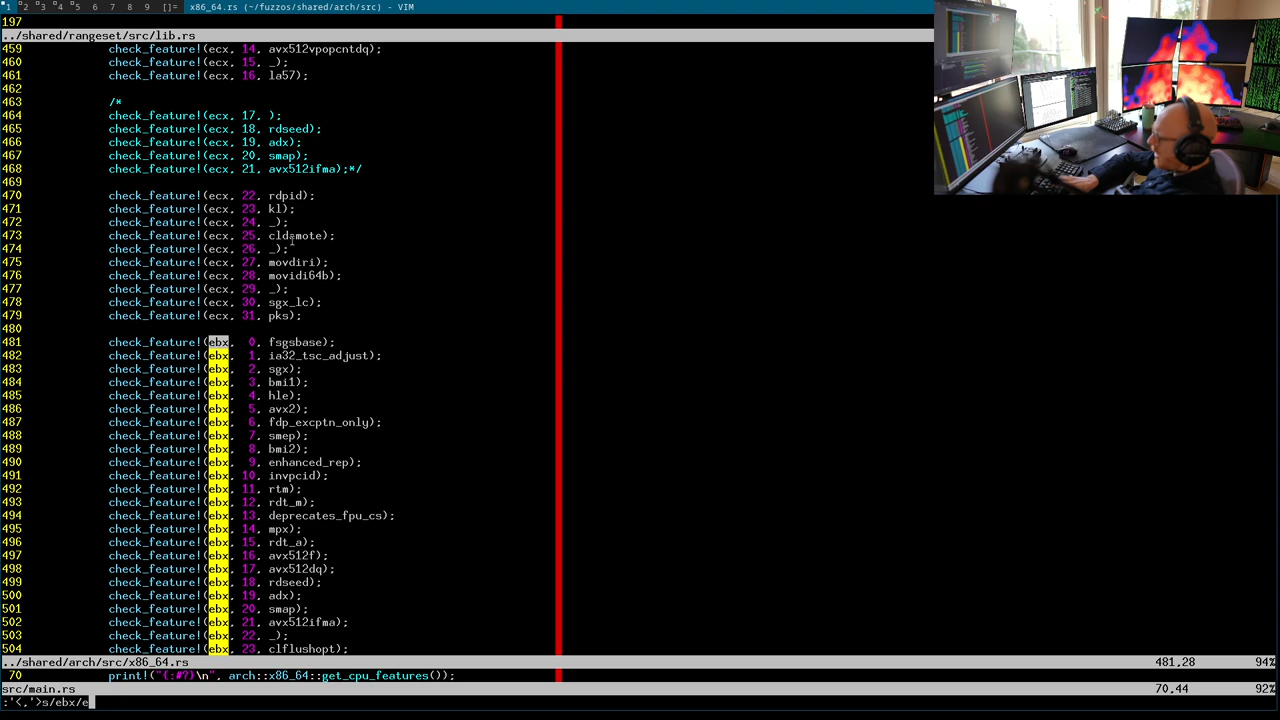 1 2 3 4 5 6 7 8 9 []= x86_64.rs (~/fuzzos/shared/arch/src) - VIM
197
../shared/rangeset/src/lib.rs
459 check_feature!(ecx, 14, avx512vpopcntdq);
460 check_feature!(ecx, 15, _);
461 check_feature!(ecx, 16, la57);
462
463 /*
464 check_feature!(ecx, 17, );
465 check_feature!(ecx, 18, rdseed);
466 check_feature!(ecx, 19, adx);
467 check_feature!(ecx, 20, smap);
468 check_feature!(ecx, 21, avx512ifma);*/
469
470 check_feature!(ecx, 22, rdpid);
471 check_feature!(ecx, 23, kl);
472 check_feature!(ecx, 24, _);
473 check_feature!(ecx, 25, cldemote);
474 check_feature!(ecx, 26, _);
475 check_feature!(ecx, 27, movdiri);
476 check_feature!(ecx, 28, movidi64b);
477 check_feature!(ecx, 29, _);
478 check_feature!(ecx, 30, sgx_lc);
479 check_feature!(ecx, 31, pks);
480
481 check_feature!(ebx, 0, fsgsbase);
482 check_feature!(ebx, 1, ia32_tsc_adjust);
483 check_feature!(ebx, 2, sgx);
484 check_feature!(ebx, 3, bmi1);
485 check_feature!(ebx, 4, hle);
486 check_feature!(ebx, 5, avx2);
487 check_feature!(ebx, 6, fdp_excptn_only);
488 check_feature!(ebx, 7, smep);
489 check_feature!(ebx, 8, bmi2);
490 check_feature!(ebx, 9, enhanced_rep);
491 check_feature!(ebx, 10, invpcid);
492 check_feature!(ebx, 11, rtm);
493 check_feature!(ebx, 12, rdt_m);
494 check_feature!(ebx, 13, deprecates_fpu_cs);
495 check_feature!(ebx, 14, mpx);
496 check_feature!(ebx, 15, rdt_a);
497 check_feature!(ebx, 16, avx512f);
498 check_feature!(ebx, 17, avx512dq);
499 check_feature!(ebx, 18, rdseed);
500 check_feature!(ebx, 19, adx);
501 check_feature!(ebx, 20, smap);
502 check_feature!(ebx, 21, avx512ifma);
503 check_feature!(ebx, 22, _);
504 check_feature!(ebx, 23, clflushopt);
../shared/arch/src/x86_64.rs 481,28 94%
70 print!("{:#?}\n", arch::x86_64::get_cpu_features());
src/main.rs 70,44 92%
:'<,'>s/ebx/e